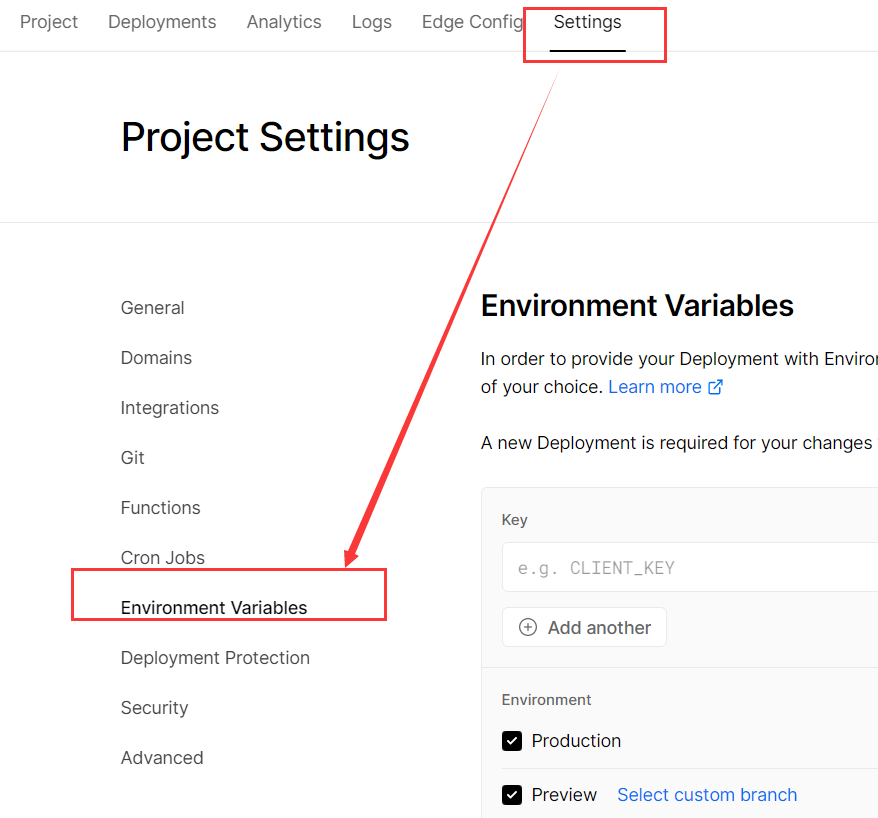 Project Deployments Analytics Logs Edge Config Settings
Project Settings
General
Domains
Integrations
Git
Functions
Cron Jobs
Environment Variables
Deployment Protection
Security
Advanced
Environment Variables
In order to provide your Deployment with
of your choice. Learn more
A new Deployment is required for your changes
Key
e.g. CLIENT_KEY
Add another
Environment
Production
Preview Select custom branch